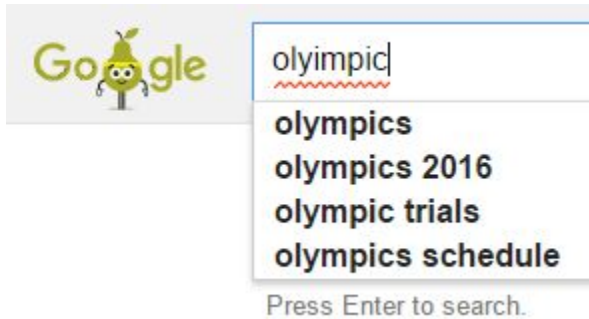 Google
olyimpic
olympics
olympics 2016
olympic trials
olympics schedule
Press Enter to search.